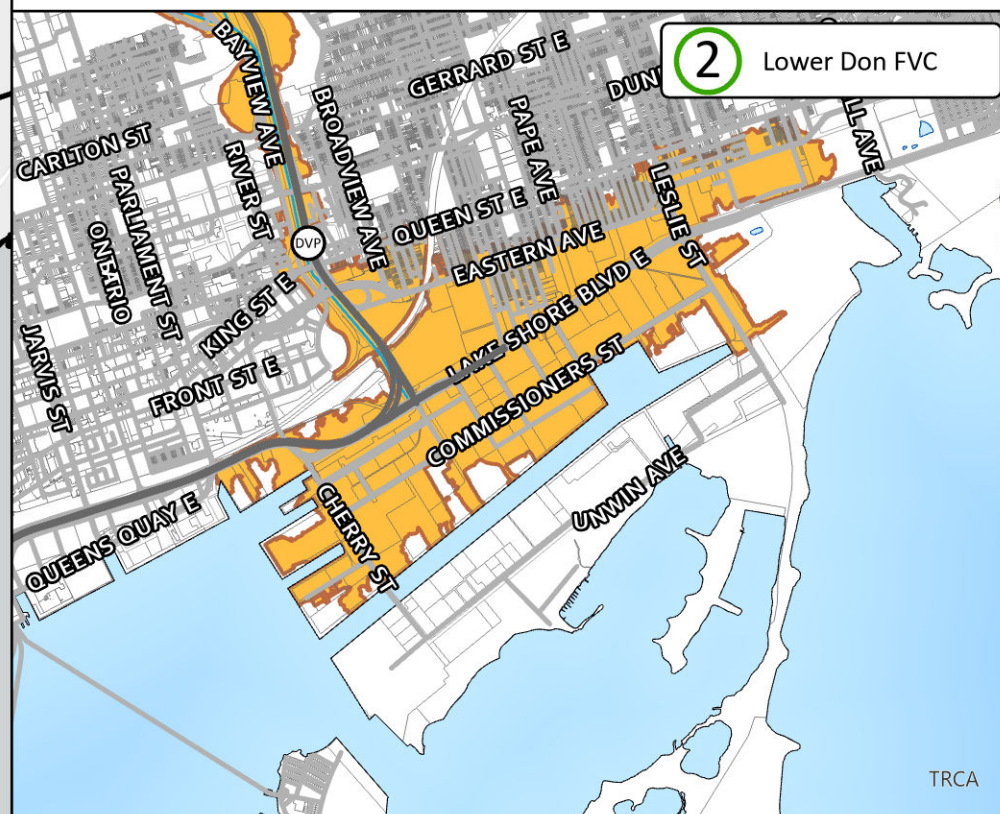 2 Lower Don FVC
BAYVIEW AVE
GERRARD ST E
BROADVIEW AVE
PAPE AVE
CARLTON ST
RIVER ST
PARLIAMENT ST
ONTARIO
LESLIE ST
QUEEN ST E
DVP
EASTERN AVE
KING ST E
LAKE SHORE BLVD E
JARVIS ST
FRONT ST E
COMMISSIONERS ST
CHERRY ST
UNWIN AVE
QUEENS QUAY E
TRCA